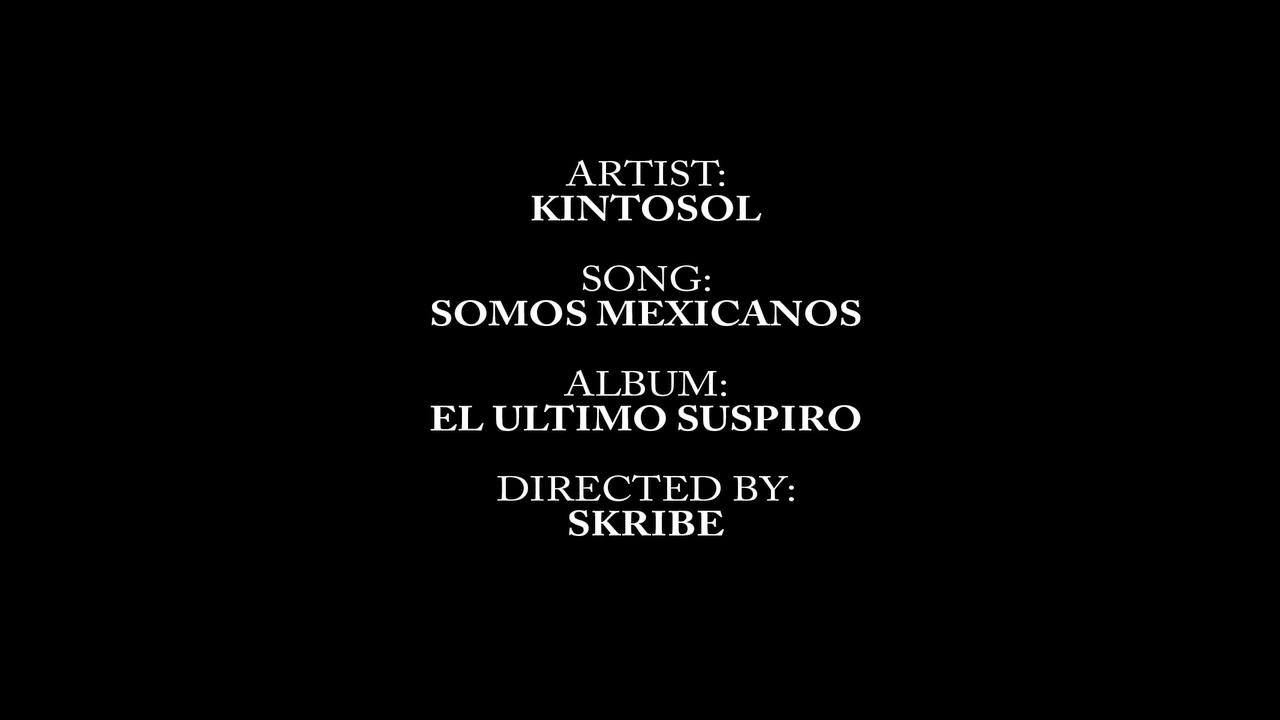 ARTIST:
KINTOSOL
SONG:
SOMOS MEXICANOS
ALBUM:
EL ULTIMO SUSPIRO
DIRECTED BY:
SKRIBE